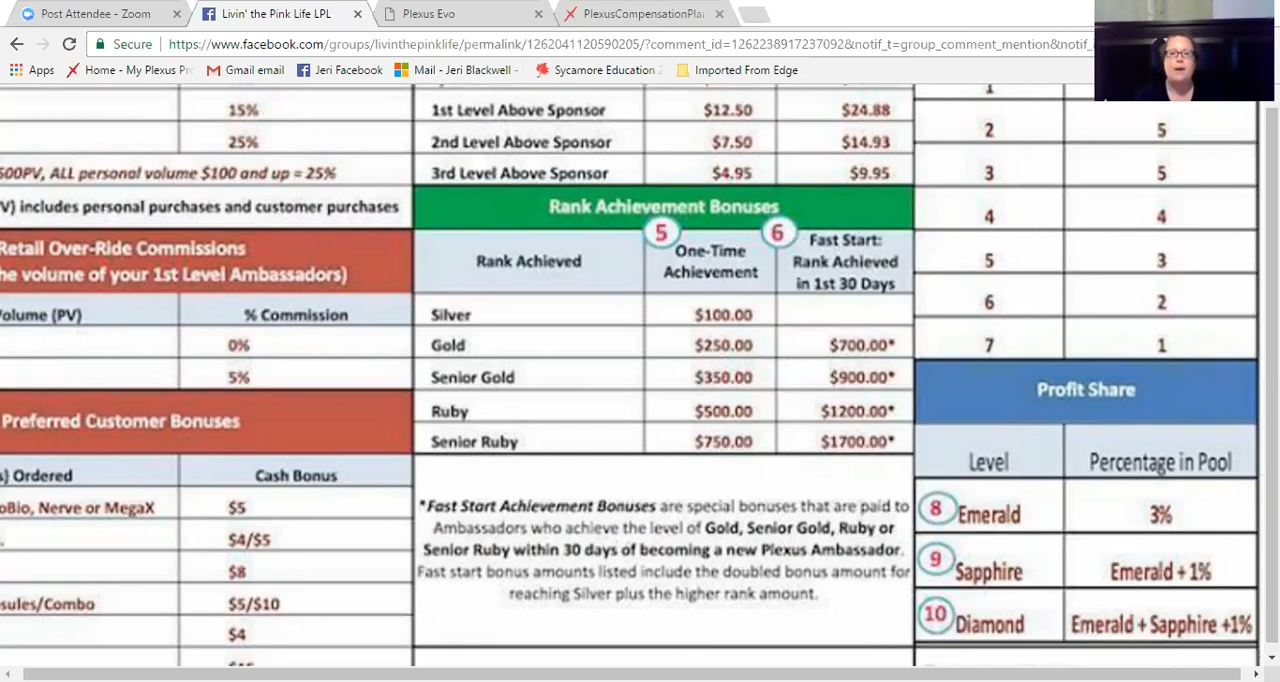 Post Attendee - Zoom
Livin' the Pink Life LPL
Plexus Evo
PlexusCompensationPla
Secure
https://www.facebook.com/groups/livinthepinklife/permalink/1262041120590205/?comment_id=1262238917237092&notif_t=group_comment_mention&notif_
Apps
Home - My Plexus Pr
Gmail email
Jeri Facebook
Mail - Jeri
Sycamore Education
Imported From Edge
15%
25%
500PV, ALL personal volume $100 and up = 25%
V) includes personal purchases and customer purchases
Retail Over-Ride Commissions
he volume of your 1st Level Ambassadors)
Volume (PV) % Commission
0%
5%
Preferred Customer Bonuses
s) Ordered Cash Bonus
oBio, Nerve or MegaX $5
$4/$5
$8
sules/Combo $5/$10
$4
1st Level Above Sponsor $12.50 $24.88
2nd Level Above Sponsor $7.50 $14.93
3rd Level Above Sponsor $4.95 $9.95
Rank Achievement Bonuses
5 6
Rank Achieved
One-Time
Achievement
Fast Start:
Rank Achieved
in 1st 30 Days
Silver $100.00
Gold $250.00 $700.00*
Senior Gold $350.00 $900.00*
Ruby $500.00 $1200.00*
Senior Ruby $750.00 $1700.00*
*Fast Start Achievement Bonuses are special bonuses that are paid to
Ambassadors who achieve the level of Gold, Senior Gold, Ruby or
Senior Ruby within 30 days of becoming a new Plexus Ambassador.
Fast start bonus amounts listed include the doubled bonus amount for
reaching Silver plus the higher rank amount.
1
2 5
3 5
4 4
5 3
6 2
7 1
Profit Share
Level Percentage in Pool
8 Emerald 3%
9 Sapphire Emerald + 1%
10 Diamond Emerald + Sapphire +1%